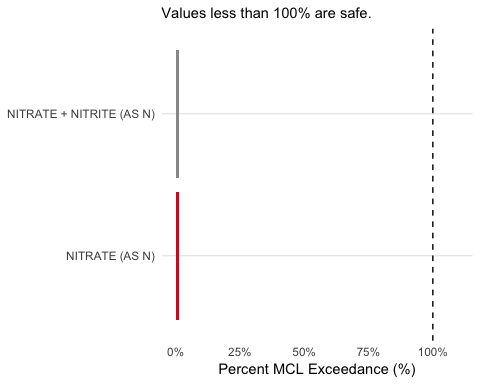 Values less than 100% are safe.
NITRATE + NITRITE (AS N)
NITRATE (AS N)
0% 25% 50% 75% 100%
Percent MCL Exceedance (%)